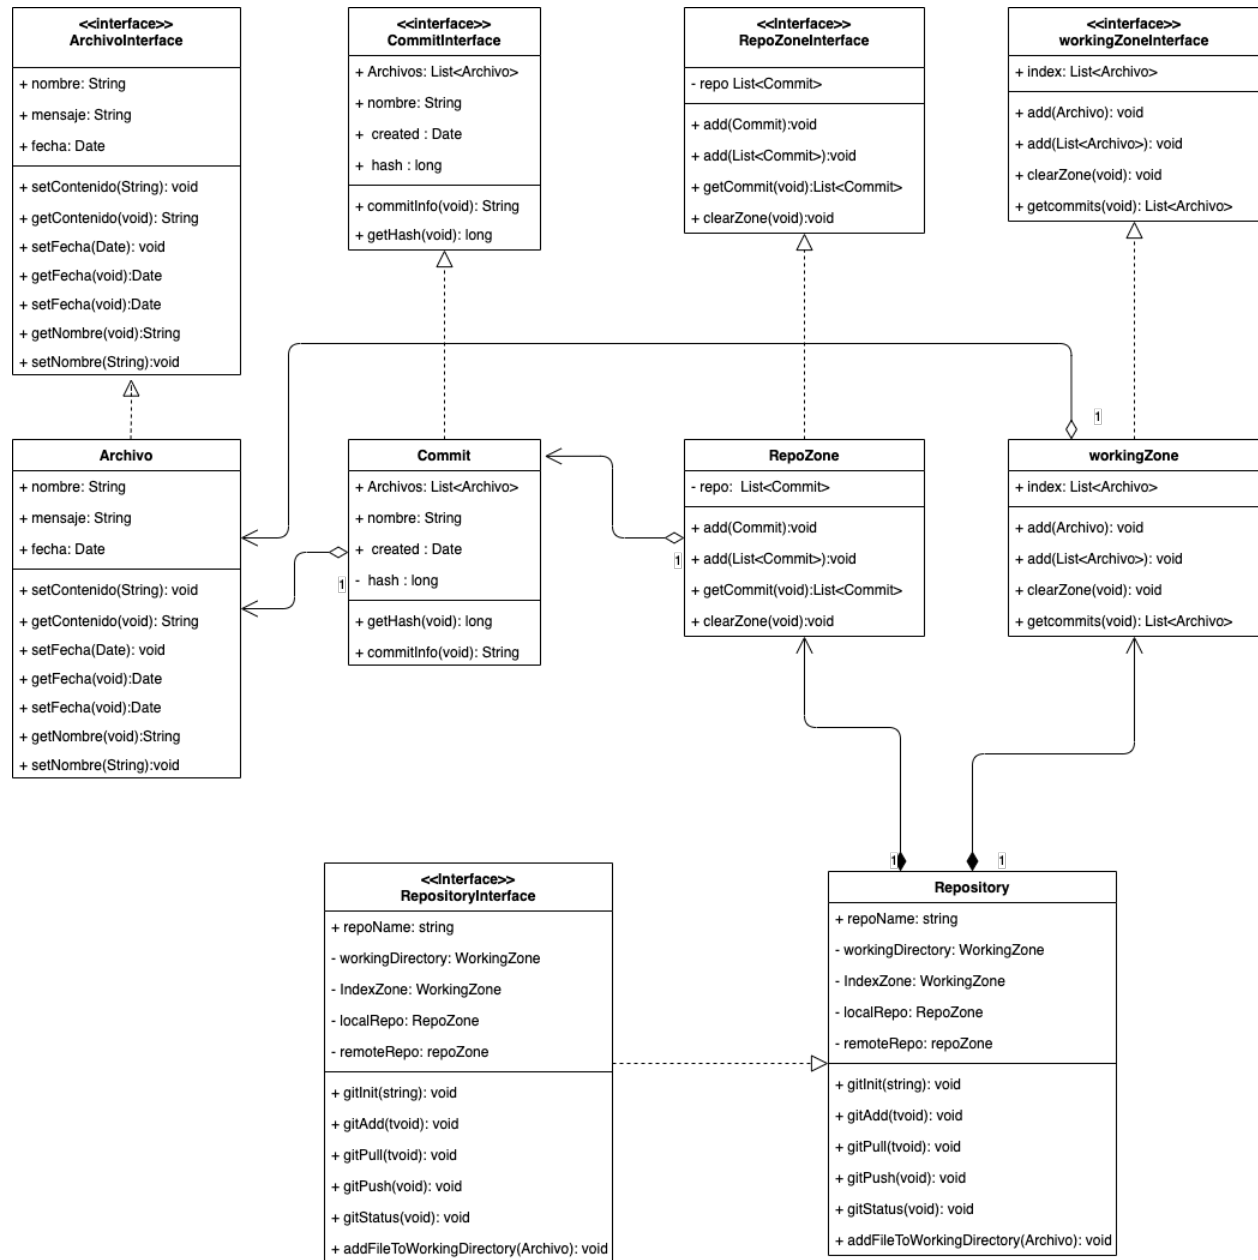 <<interface>>
ArchivoInterface
+ nombre: String
+ mensaje: String
+ fecha: Date
+ setContenido(String): void
+ getContenido(void): String
+ setFecha(Date): void
+ getFecha(void):Date
+ setFecha(void):Date
+ getNombre(void):String
+ setNombre(String):void
<<interface>>
CommitInterface
+ Archivos: List<Archivo>
+ nombre: String
+ created : Date
+ hash : long
+ commitInfo(void): String
+ getHash(void): long
<<Interface>>
RepoZoneInterface
- repo List<Commit>
+ add(Commit):void
+ add(List<Commit>):void
+ getCommit(void):List<Commit>
+ clearZone(void):void
<<interface>>
workingZoneInterface
+ index: List<Archivo>
+ add(Archivo): void
+ add(List<Archivo>): void
+ clearZone(void): void
+ getcommits(void): List<Archivo>
1
Archivo
+ nombre: String
+ mensaje: String
+ fecha: Date
+ setContenido(String): void
+ getContenido(void): String
+ setFecha(Date): void
+ getFecha(void):Date
+ setFecha(void):Date
+ getNombre(void):String
+ setNombre(String):void
1
Commit
+ Archivos: List<Archivo>
+ nombre: String
+ created : Date
- hash : long
+ getHash(void): long
+ commitInfo(void): String
1
RepoZone
- repo: List<Commit>
+ add(Commit):void
+ add(List<Commit>):void
+ getCommit(void):List<Commit>
+ clearZone(void):void
workingZone
+ index: List<Archivo>
+ add(Archivo): void
+ add(List<Archivo>): void
+ clearZone(void): void
+ getcommits(void): List<Archivo>
1
1
<<Interface>>
RepositoryInterface
+ repoName: string
- workingDirectory: WorkingZone
- IndexZone: WorkingZone
- localRepo: RepoZone
- remoteRepo: repoZone
+ gitInit(string): void
+ gitAdd(tvoid): void
+ gitPull(tvoid): void
+ gitPush(void): void
+ gitStatus(void): void
+ addFileToWorkingDirectory(Archivo): void
Repository
+ repoName: string
- workingDirectory: WorkingZone
- IndexZone: WorkingZone
- localRepo: RepoZone
- remoteRepo: repoZone
+ gitInit(string): void
+ gitAdd(tvoid): void
+ gitPull(tvoid): void
+ gitPush(void): void
+ gitStatus(void): void
+ addFileToWorkingDirectory(Archivo): void